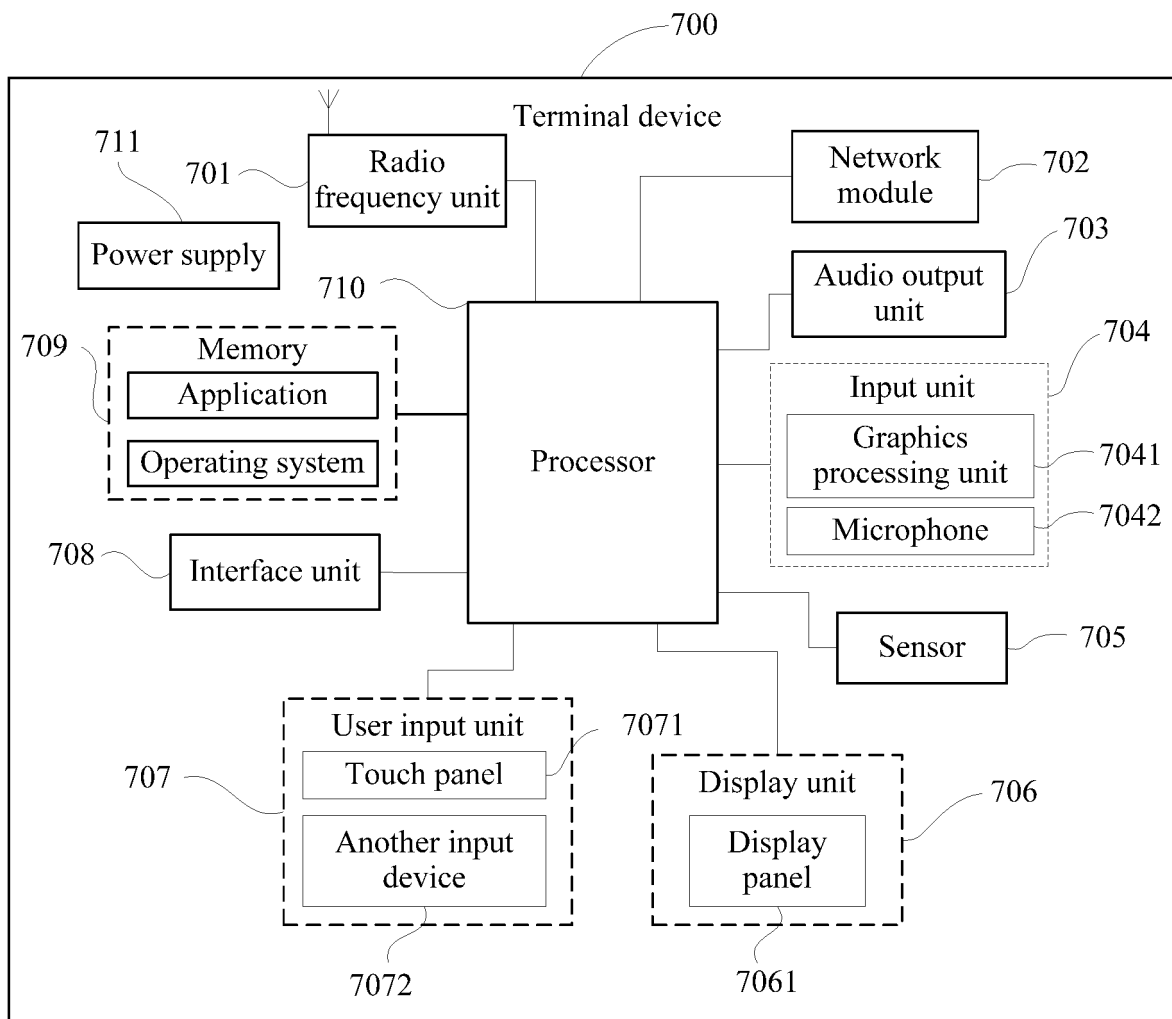 700
Terminal device
711
701
Radio
frequency unit
Network
module
702
Power supply
703
710
Audio output
unit
709
Memory
704
Application
Input unit
Operating system
Processor
Graphics
processing unit
7041
Microphone
7042
708
Interface unit
Sensor
705
User input unit
7071
707
Touch panel
Display unit
706
Another input
device
Display
panel
7072
7061